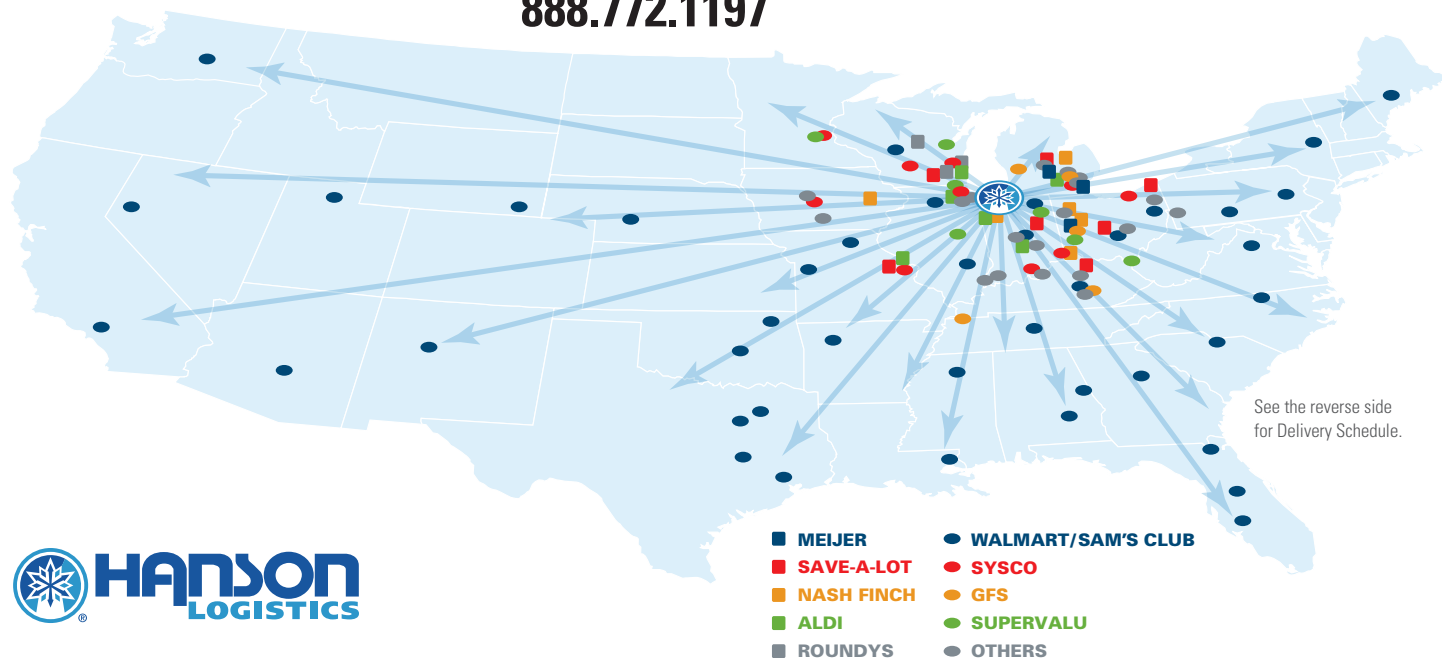 888.772.1197
See the reverse side
for Delivery Schedule.
HANSON
LOGISTICS
®
MEIJER
SAVE-A-LOT
NASH FINCH
ALDI
ROUNDYS
WALMART/SAM'S CLUB
SYSCO
GFS
SUPERVALU
OTHERS